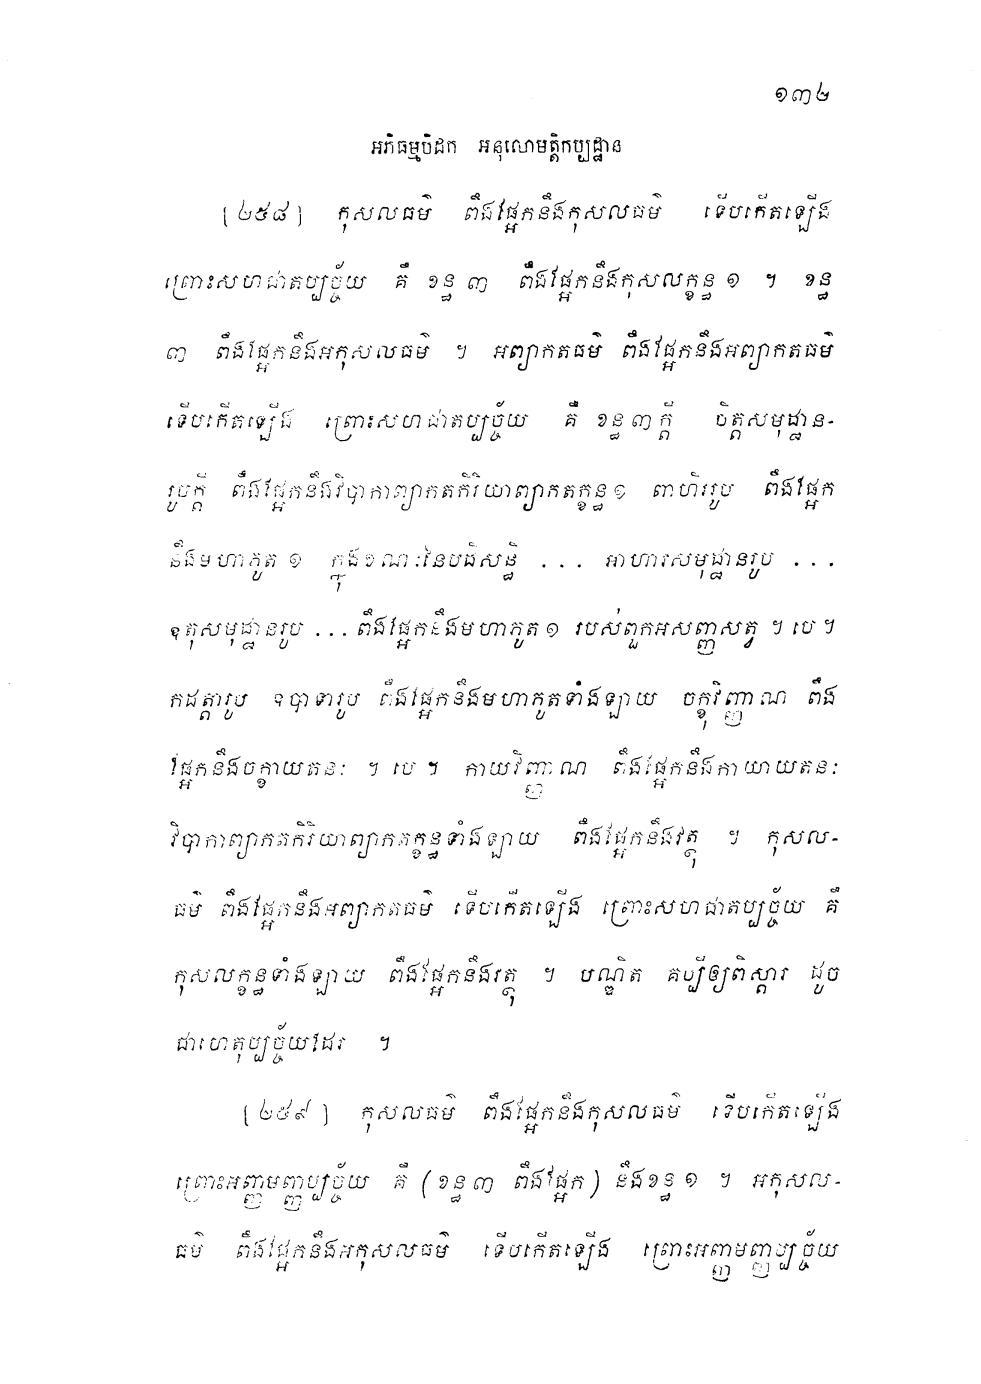 ១៣២
អភិធម្មបិដក អនុលោមត្តិកប្បដ្ឋាន
[២៥៨] កុសលធម៌ ពឹងផ្អែកនឹងកុសលធម៌ ទើបកើតឡើង
ព្រោះសហជាតប្បច្ច័យ គឺ ខន្ធ ៣ ពឹងផ្អែកនឹងកុសលក្ខន្ធ ១ ។ ខន្ធ
៣ ពឹងផ្អែកនឹងអកុសលធម៌ ។ អព្យាកតធម៌ ពឹងផ្អែកនឹងអព្យាកតធម៌
ទើបកើតឡើង ព្រោះសហជាតប្បច្ច័យ គឺ ខន្ធ៣ក្តី ចិត្តសមុដ្ឋាន-
រូបក្តី ពឹងផ្អែកនឹងវិបាកាព្យាកតកិរិយាព្យាកតក្ខន្ធ១ ពាហិររូប ពឹងផ្អែក
នឹងមហាភូត ១ ក្នុងខណៈនៃបដិសន្ធិ ... អាហារសមុដ្ឋានរូប ...
ឧតុសមុដ្ឋានរូប ... ពឹងផ្អែកនឹងមហាភូត ១ របស់ពួកអសញ្ញសត្វ ។ បេ ។
កដត្តារូប ឧបាទារូប ពឹងផ្អែកនឹងមហាភូតទាំងឡាយ ចក្ខុវិញ្ញាណ ពឹង
ផ្អែកនឹងចក្ខាយតនៈ ។ បេ ។ កាយវិញ្ញាណ ពឹងផ្អែកនឹងកាយាយតនៈ
វិបាកាព្យាកតកិរិយាព្យាកតក្ខន្ធទាំងឡាយ ពឹងផ្អែកនឹងវត្ថុ ។ កុសល-
ធម៌ ពឹងផ្អែកនឹងអព្យាកតធម៌ ទើបកើតឡើង ព្រោះសហជាតប្បច្ច័យ គឺ
កុសលក្ខន្ធទាំងឡាយ ពឹងផ្អែកនឹងវត្ថុ ។ បណ្ឌិត គប្បីឲ្យពិស្តារ ដូច
ជាហេតុប្បច្ច័យដែរ ។
[២៥៩] កុសលធម៌ ពឹងផ្អែកនឹងកុសលធម៌ ទើបកើតឡើង
ព្រោះអញ្ញមញ្ញប្បច្ច័យ គឺ (ខន្ធ៣ ពឹងផ្អែក) នឹងខន្ធ ១ ។ អកុសល-
ធម៌ ពឹងផ្អែកនឹងអកុសលធម៌ ទើបកើតឡើង ព្រោះអញ្ញមញ្ញប្បច្ច័យ